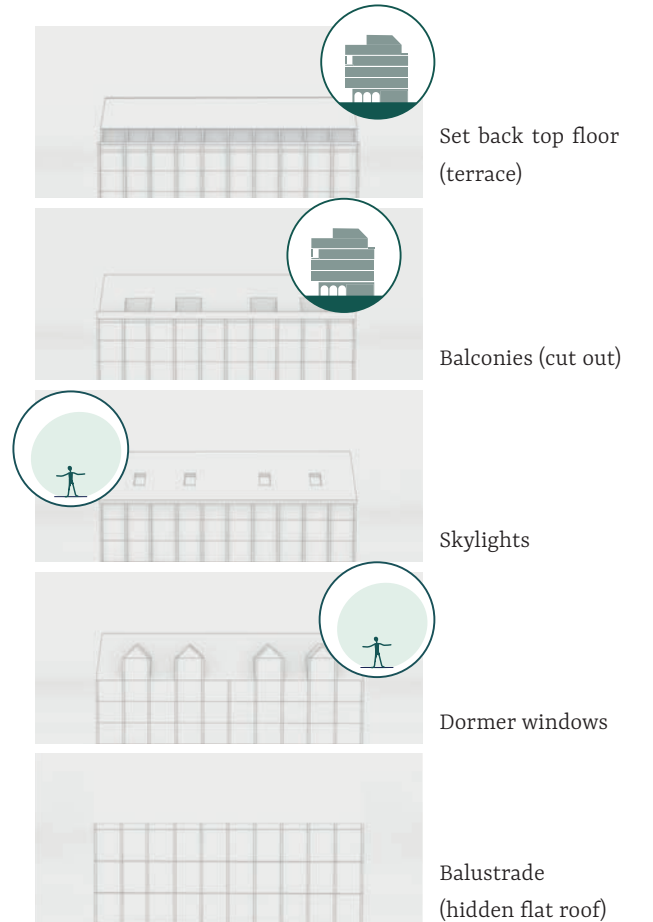 Set back top floor
(terrace)
Balconies (cut out)
Skylights
Dormer windows
Balustrade
(hidden flat roof)